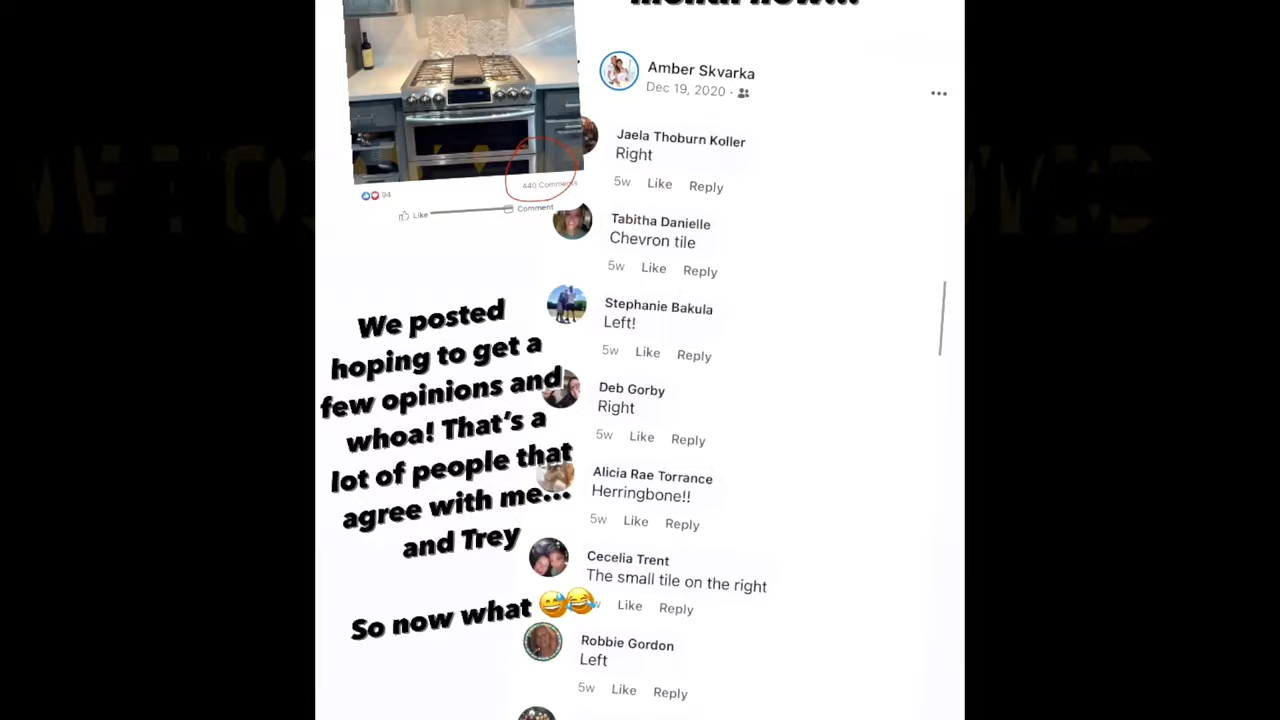 month now...
Amber Skvarka
Dec 19, 2020 ·
Jaela Thoburn Koller
Right
5w Like Reply
94
440 Comments
Like Comment
Tabitha Danielle
Chevron tile
5w Like Reply
Stephanie Bakula
Left!
5w Like Reply
We posted
hoping to get a
few opinions and
whoa! That's a
lot of people that
agree with me...
and Trey
Deb Gorby
Right
5w Like Reply
Alicia Rae Torrance
Herringbone!!
5w Like Reply
Cecelia Trent
The small tile on the right
w Like Reply
So now what 😅😂
Robbie Gordon
Left
5w Like Reply